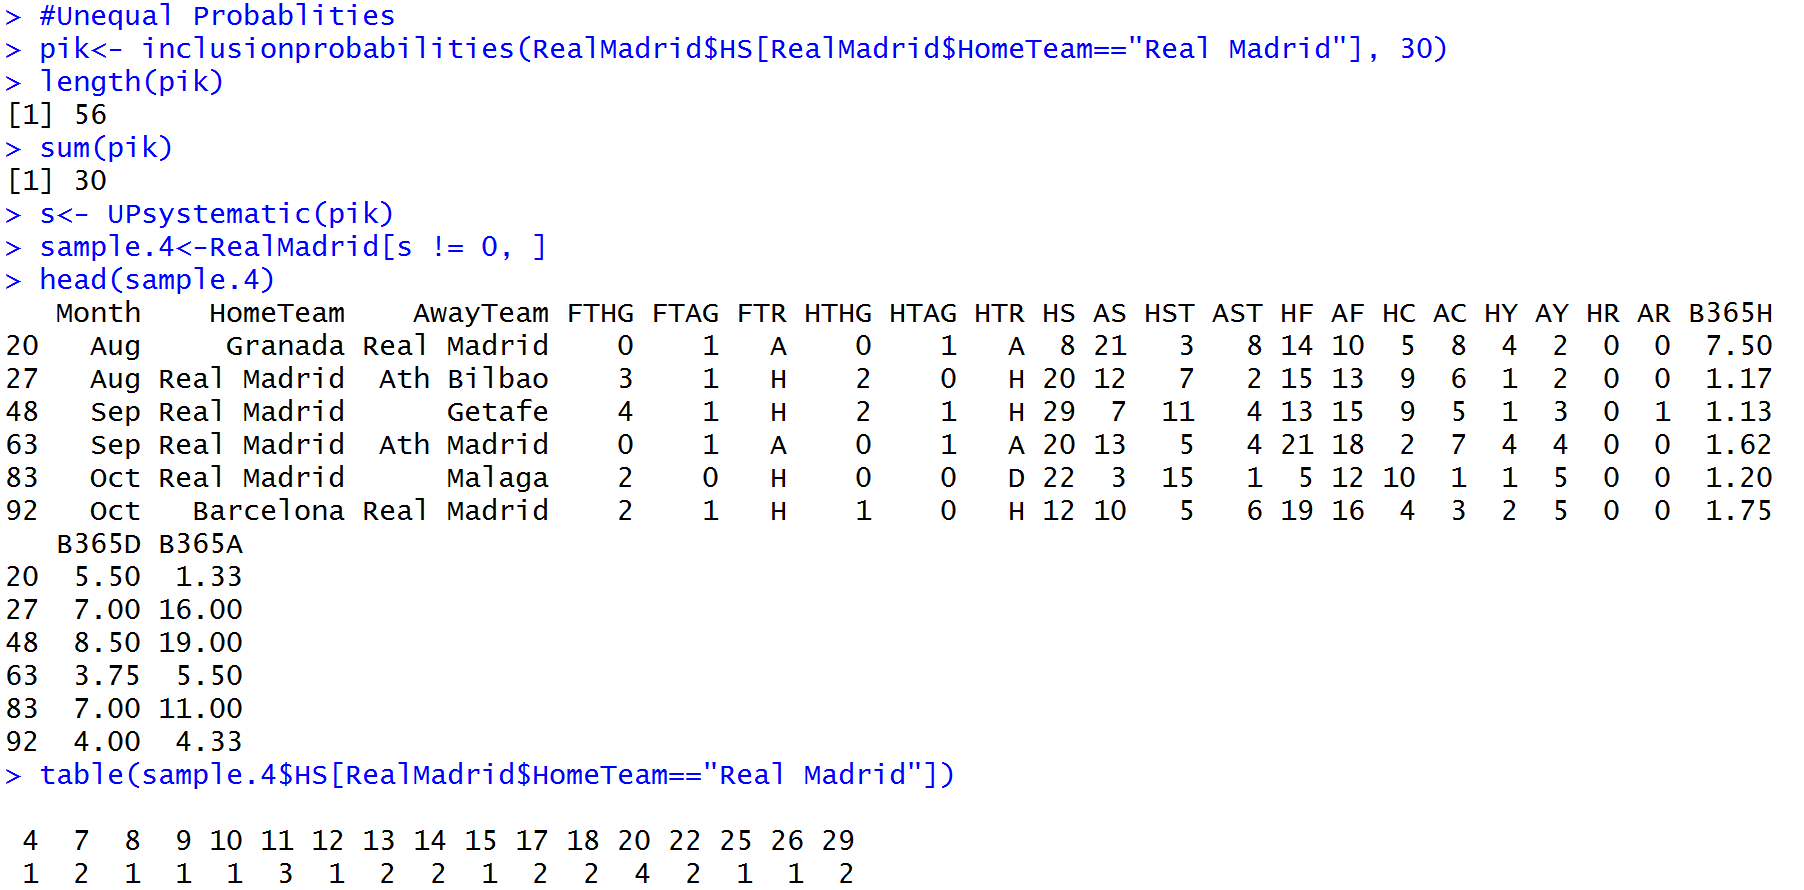 > #Unequal Probablities
> pik<- inclusionprobabilities(RealMadrid$HS[RealMadrid$HomeTeam=="Real Madrid"], 30)
> length(pik)
[1] 56
> sum(pik)
[1] 30
> s<- UPsystematic(pik)
> sample.4<-RealMadrid[s != 0, ]
> head(sample.4)
   Month    HomeTeam    AwayTeam FTHG FTAG FTR HTHG HTAG HTR HS AS HST AST HF AF HC AC HY AY HR AR B365H
20   Aug     Granada Real Madrid    0    1   A    0    1   A  8 21   3   8 14 10  5  8  4  2  0  0  7.50
27   Aug Real Madrid  Ath Bilbao    3    1   H    2    0   H 20 12   7   2 15 13  9  6  1  2  0  0  1.17
48   Sep Real Madrid      Getafe    4    1   H    2    1   H 29  7  11   4 13 15  9  5  1  3  0  1  1.13
63   Sep Real Madrid  Ath Madrid    0    1   A    0    1   A 20 13   5   4 21 18  2  7  4  4  0  0  1.62
83   Oct Real Madrid      Malaga    2    0   H    0    0   D 22  3  15   1  5 12 10  1  1  5  0  0  1.20
92   Oct   Barcelona Real Madrid    2    1   H    1    0   H 12 10   5   6 19 16  4  3  2  5  0  0  1.75
   B365D B365A
20  5.50  1.33
27  7.00 16.00
48  8.50 19.00
63  3.75  5.50
83  7.00 11.00
92  4.00  4.33
> table(sample.4$HS[RealMadrid$HomeTeam=="Real Madrid"])
 4  7  8  9 10 11 12 13 14 15 17 18 20 22 25 26 29
 1  2  1  1  1  3  1  2  2  1  2  2  4  2  1  1  2